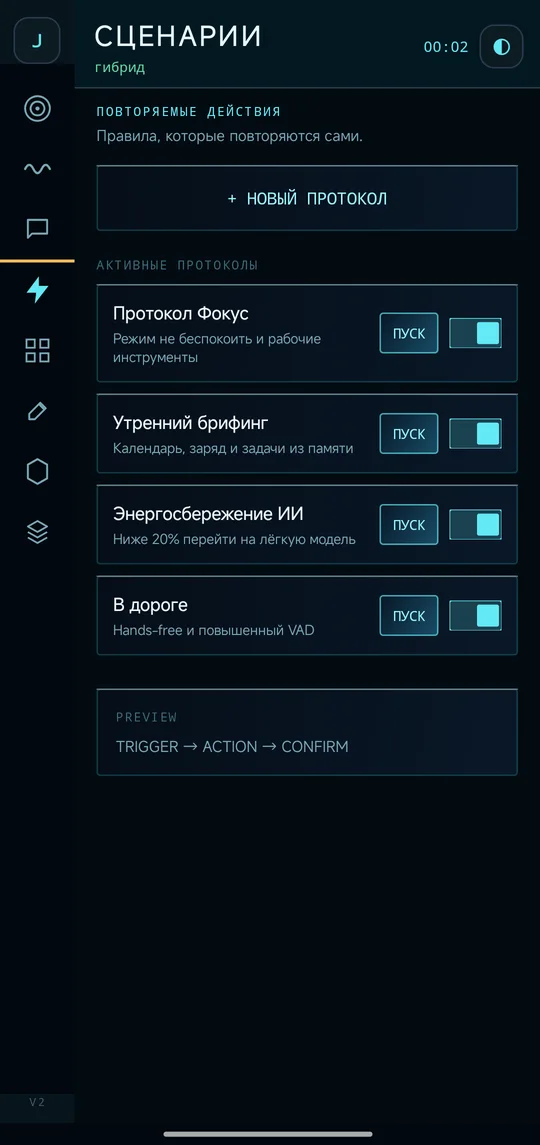 J
СЦЕНАРИИ
гибрид
00:02
ПОВТОРЯЕМЫЕ ДЕЙСТВИЯ
Правила, которые повторяются сами.
+ НОВЫЙ ПРОТОКОЛ
АКТИВНЫЕ ПРОТОКОЛЫ
Протокол Фокус
Режим не беспокоить и рабочие
инструменты
ПУСК
Утренний брифинг
Календарь, заряд и задачи из памяти
ПУСК
Энергосбережение ИИ
Ниже 20% перейти на лёгкую модель
ПУСК
В дороге
Hands-free и повышенный VAD
ПУСК
PREVIEW
TRIGGER → ACTION → CONFIRM
V2